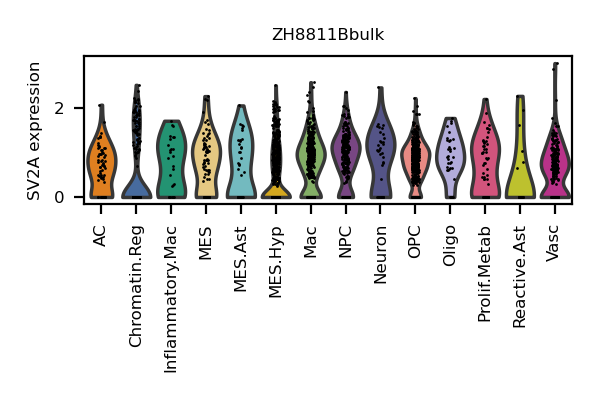 ZH8811Bbulk
SV2A expression
2
0
AC
Chromatin.Reg
Inflammatory.Mac
MES
MES.Ast
MES.Hyp
Mac
NPC
Neuron
OPC
Oligo
Prolif.Metab
Reactive.Ast
Vasc